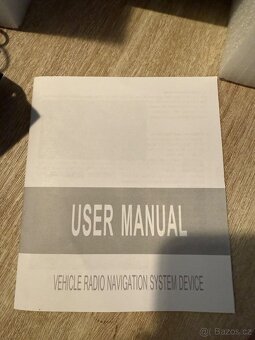 USER MANUAL
VEHICLE RADIO NAVIGATION SYSTEM DEVICE
Bazos.cz